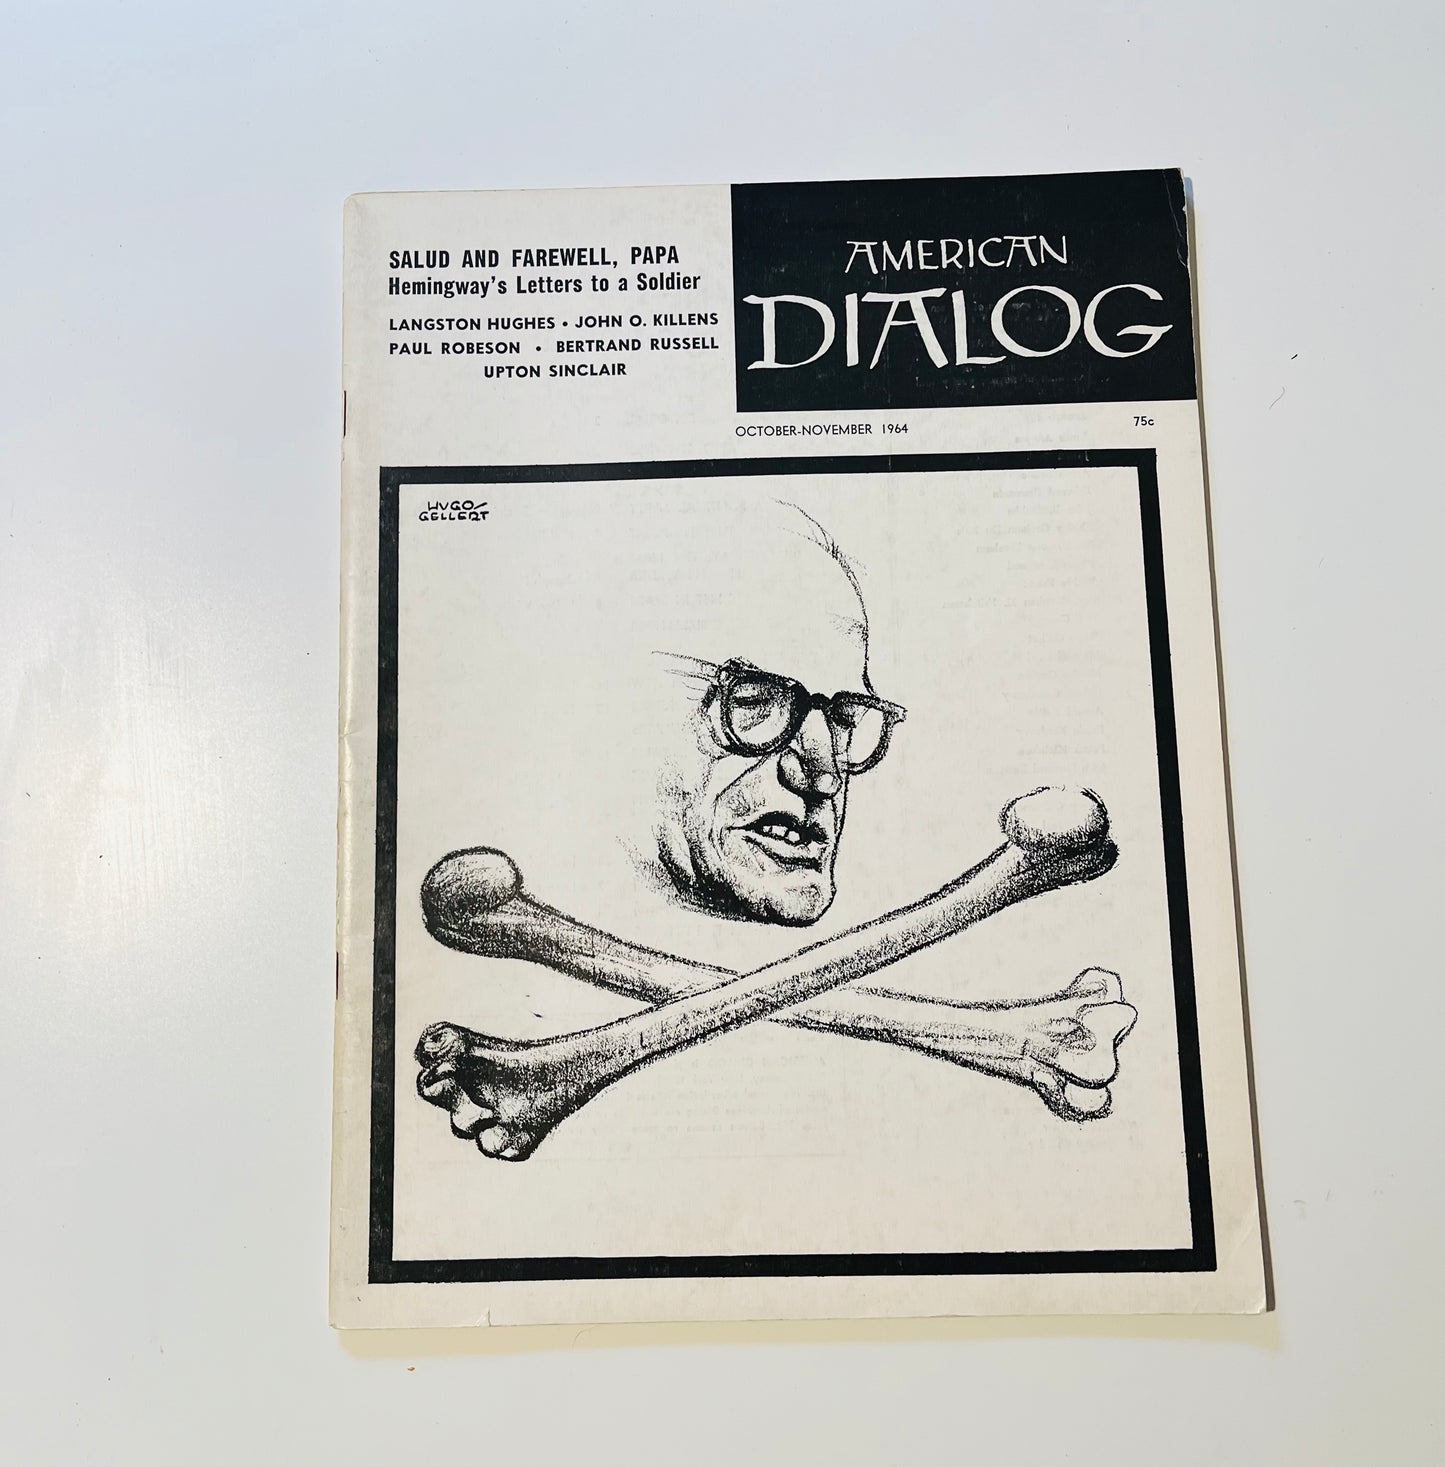 SALUD AND FAREWELL, PAPA
Hemingway's Letters to a Soldier
LANGSTON HUGHES • JOHN O. KILLENS
PAUL ROBESON • BERTRAND RUSSELL
UPTON SINCLAIR
AMERICAN
DIALOG
OCTOBER-NOVEMBER 1964
75c
HUGO
GELLERT